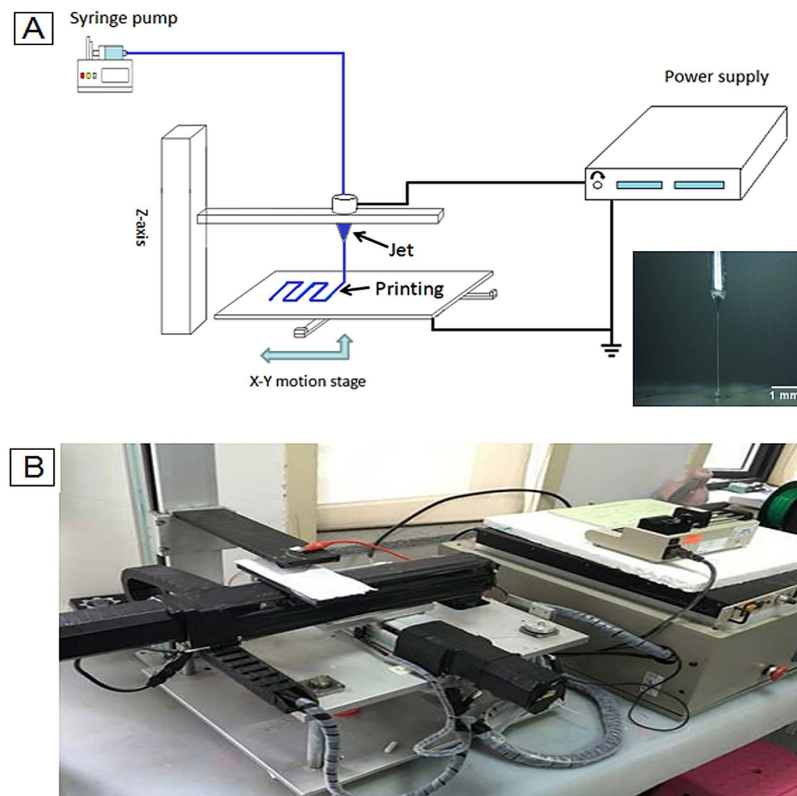 A
Syringe pump
Power supply
Z-axis
Jet
Printing
X-Y motion stage
1 mm
B